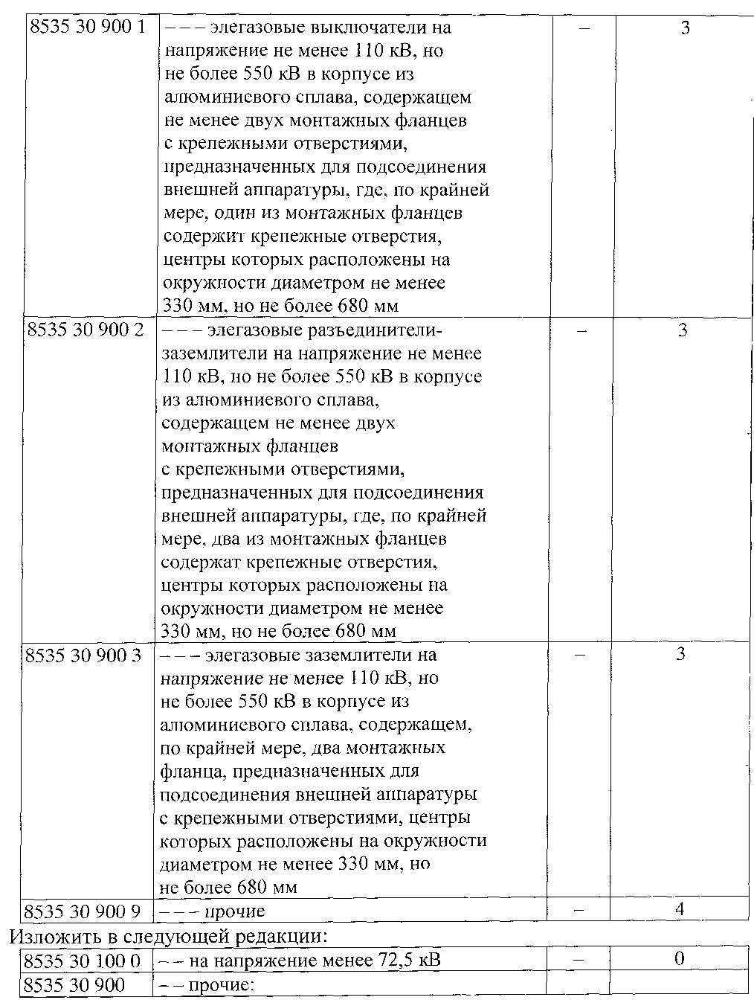 8535 30 900 1 – – – элегазовые выключатели на – 3
напряжение не менее 110 кВ, но
не более 550 кВ в корпусе из
алюминиевого сплава, содержащем
не менее двух монтажных фланцев
с крепежными отверстиями,
предназначенных для подсоединения
внешней аппаратуры, где, по крайней
мере, один из монтажных фланцев
содержит крепежные отверстия,
центры которых расположены на
окружности диаметром не менее
330 мм, но не более 680 мм
8535 30 900 2 – – – элегазовые разъединители- – 3
заземлители на напряжение не менее
110 кВ, но не более 550 кВ в корпусе
из алюминиевого сплава,
содержащем не менее двух
монтажных фланцев
с крепежными отверстиями,
предназначенных для подсоединения
внешней аппаратуры, где, по крайней
мере, два из монтажных фланцев
содержат крепежные отверстия,
центры которых расположены на
окружности диаметром не менее
330 мм, но не более 680 мм
8535 30 900 3 – – – элегазовые заземлители на – 3
напряжение не менее 110 кВ, но
не более 550 кВ в корпусе из
алюминиевого сплава, содержащем,
по крайней мере, два монтажных
фланца, предназначенных для
подсоединения внешней аппаратуры
с крепежными отверстиями, центры
которых расположены на окружности
диаметром не менее 330 мм, но
не более 680 мм
8535 30 900 9 – – – прочие – 4
Изложить в следующей редакции:
8535 30 100 0 – – на напряжение менее 72,5 кВ – 0
8535 30 900 – – прочие: